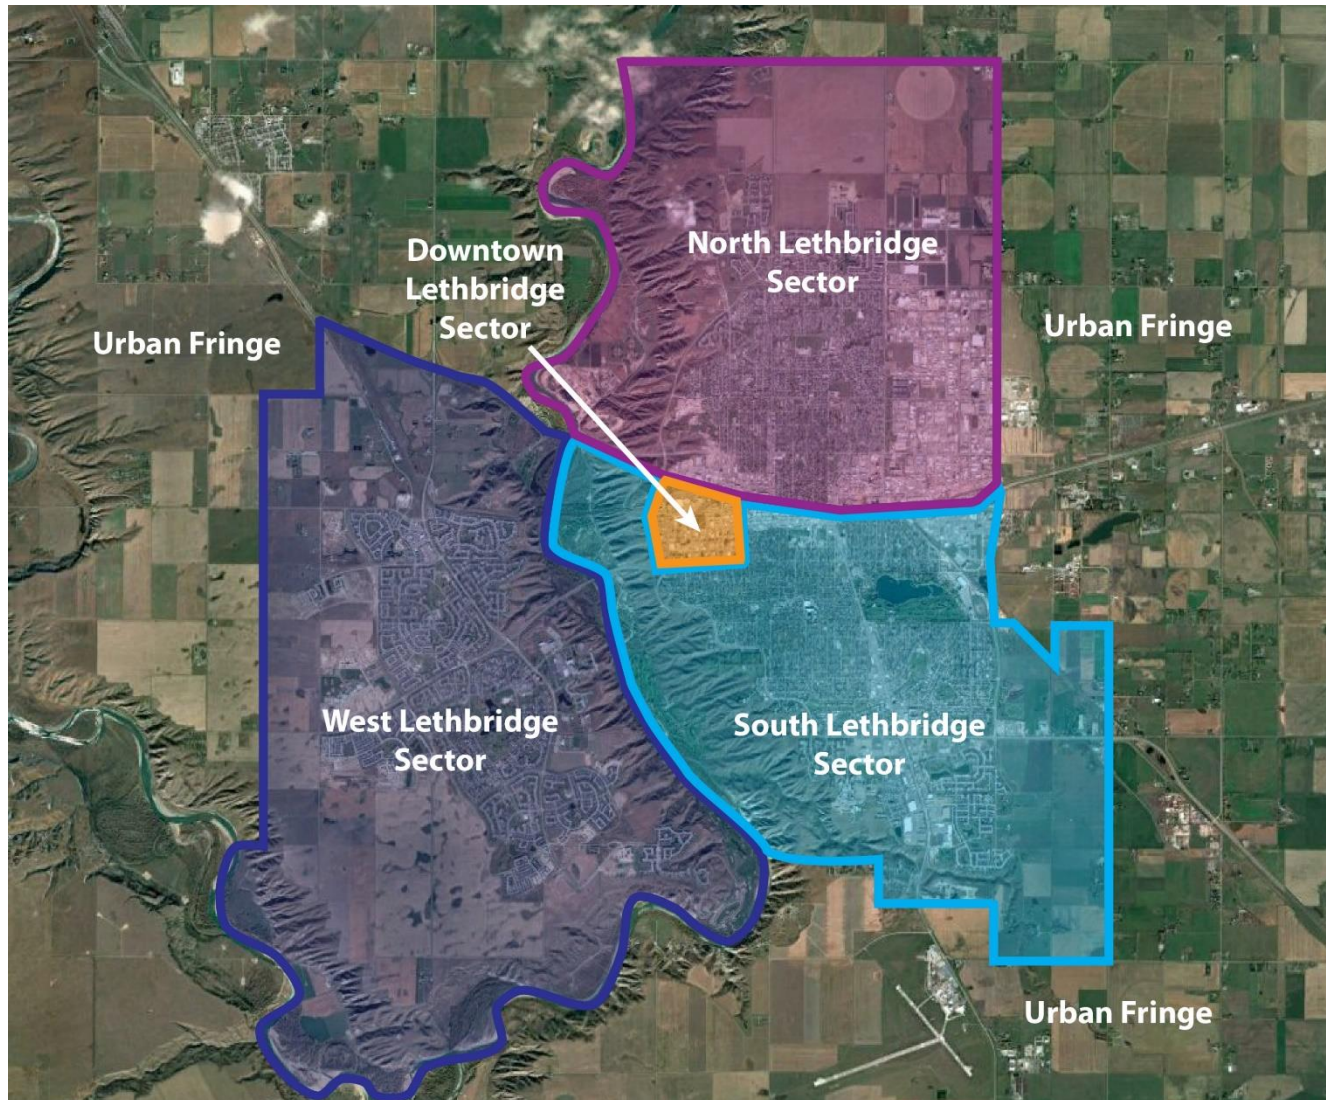 North Lethbridge
Sector
Downtown
Lethbridge
Sector
Urban Fringe
Urban Fringe
West Lethbridge
Sector
South Lethbridge
Sector
Urban Fringe